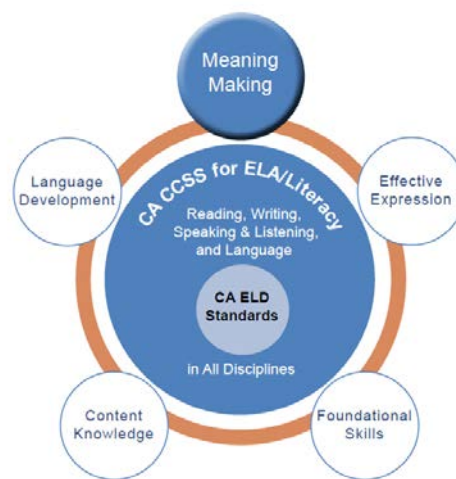 Meaning
Making
Language
Development
Effective
Expression
CA CCSS for ELA/Literacy
Reading, Writing,
Speaking & Listening,
and Language
CA ELD
Standards
in All Disciplines
Content
Knowledge
Foundational
Skills